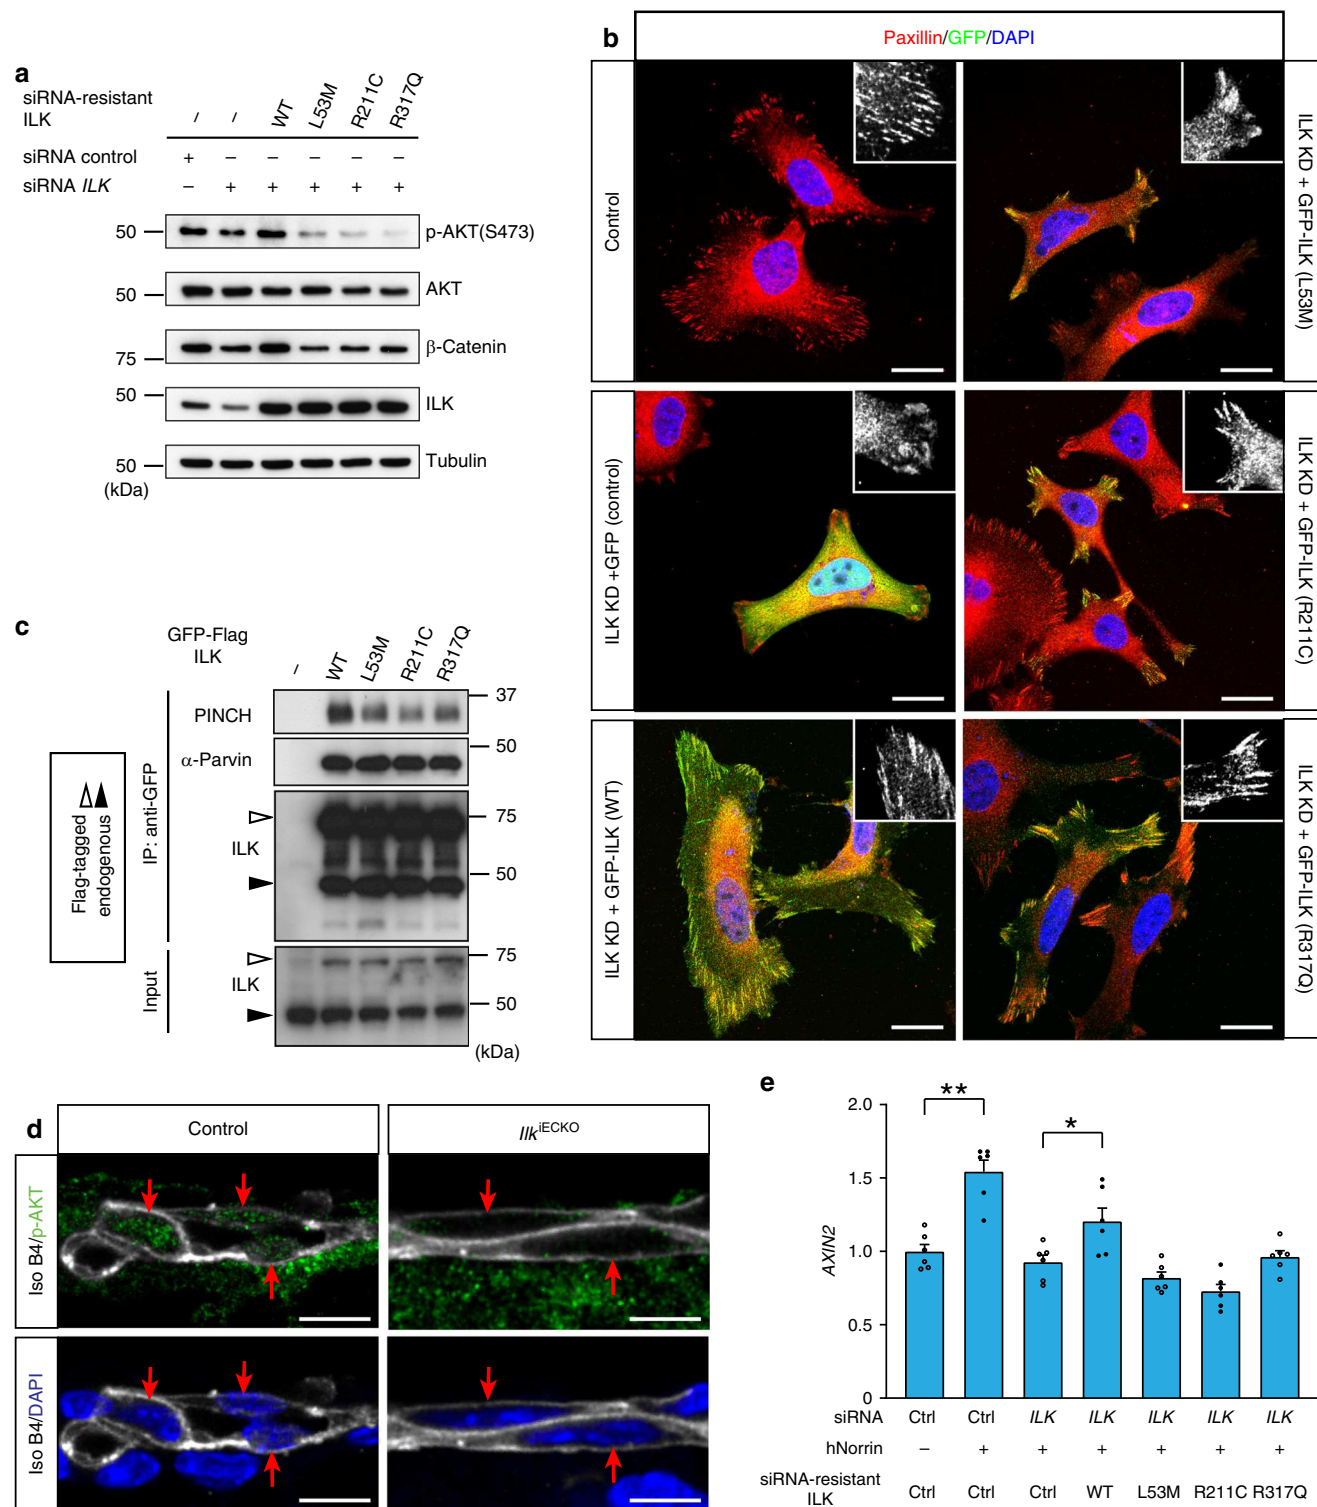 a
siRNA-resistant
ILK
– – WT L53M R211C R317Q
siRNA control + – – – – –
siRNA ILK – + + + + +
50 p-AKT(S473)
50 AKT
75 β-Catenin
50 ILK
50 Tubulin
(kDa)
b
Paxillin/GFP/DAPI
Control
ILK KD + GFP-ILK (L53M)
ILK KD +GFP (control)
ILK KD + GFP-ILK (R211C)
ILK KD + GFP-ILK (WT)
ILK KD + GFP-ILK (R317Q)
c
GFP-Flag
ILK
– WT L53M R211C R317Q
Flag-tagged
endogenous
IP: anti-GFP
PINCH 37
α-Parvin 50
75
ILK
50
Input
75
ILK
50
(kDa)
d
Control
Ilk iECKO
Iso B4/p-AKT
Iso B4/DAPI
e
**
*
2.0
1.5
1.0
0.5
0
AXIN2
siRNA Ctrl Ctrl ILK ILK ILK ILK ILK
hNorrin – + + + + + +
siRNA-resistant
ILK
Ctrl Ctrl Ctrl WT L53M R211C R317Q